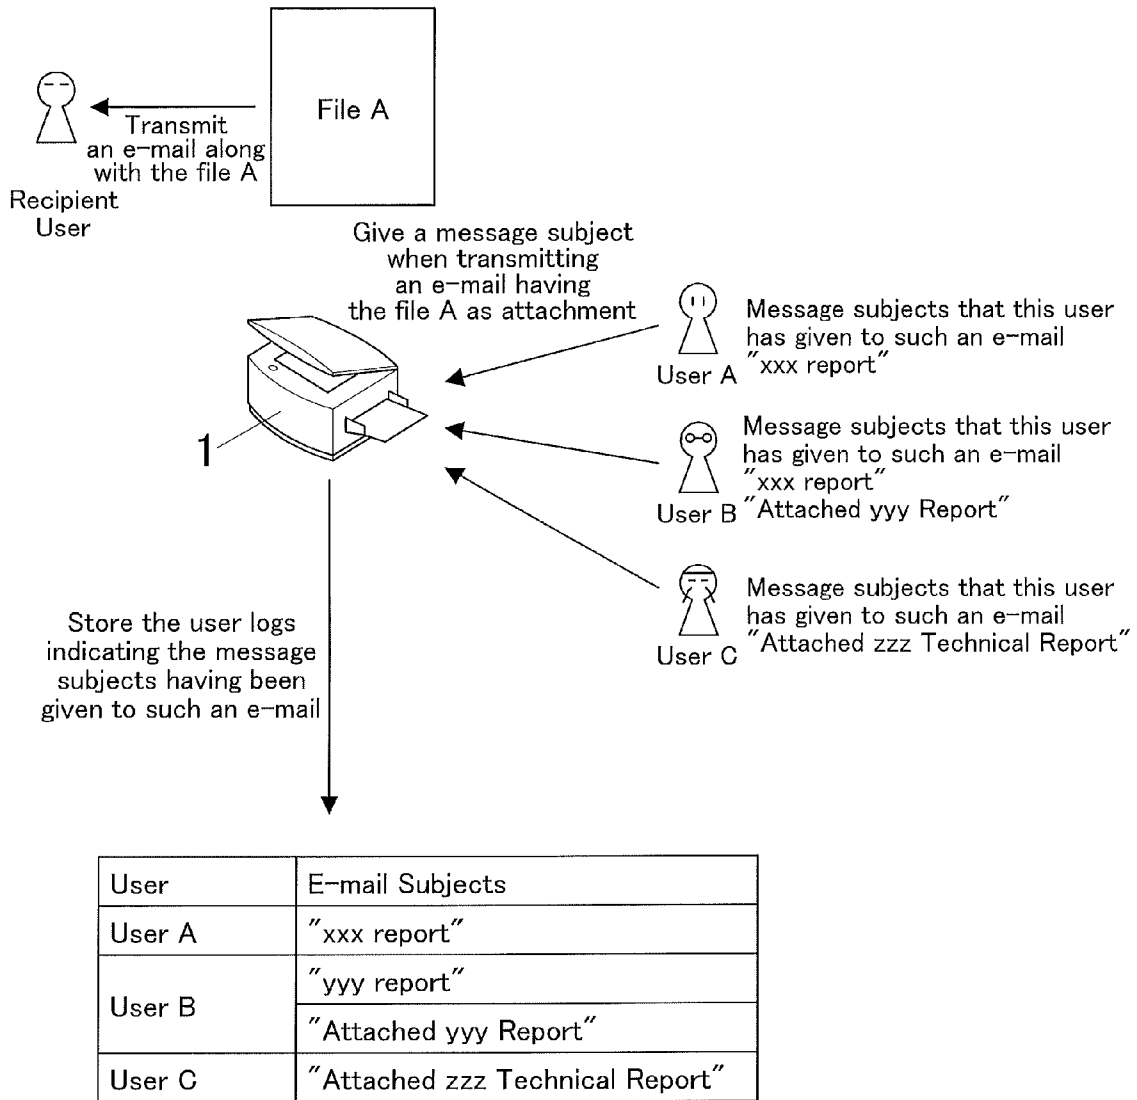 File A
Transmit
an e-mail along
with the file A
Recipient
User
Give a message subject
when transmitting
an e-mail having
the file A as attachment
User A
Message subjects that this user
has given to such an e-mail
"xxx report"
1
User B
Message subjects that this user
has given to such an e-mail
"xxx report"
"Attached yyy Report"
User C
Message subjects that this user
has given to such an e-mail
"Attached zzz Technical Report"
Store the user logs
indicating the message
subjects having been
given to such an e-mail
User E-mail Subjects
User A "xxx report"
User B "yyy report"
"Attached yyy Report"
User C "Attached zzz Technical Report"